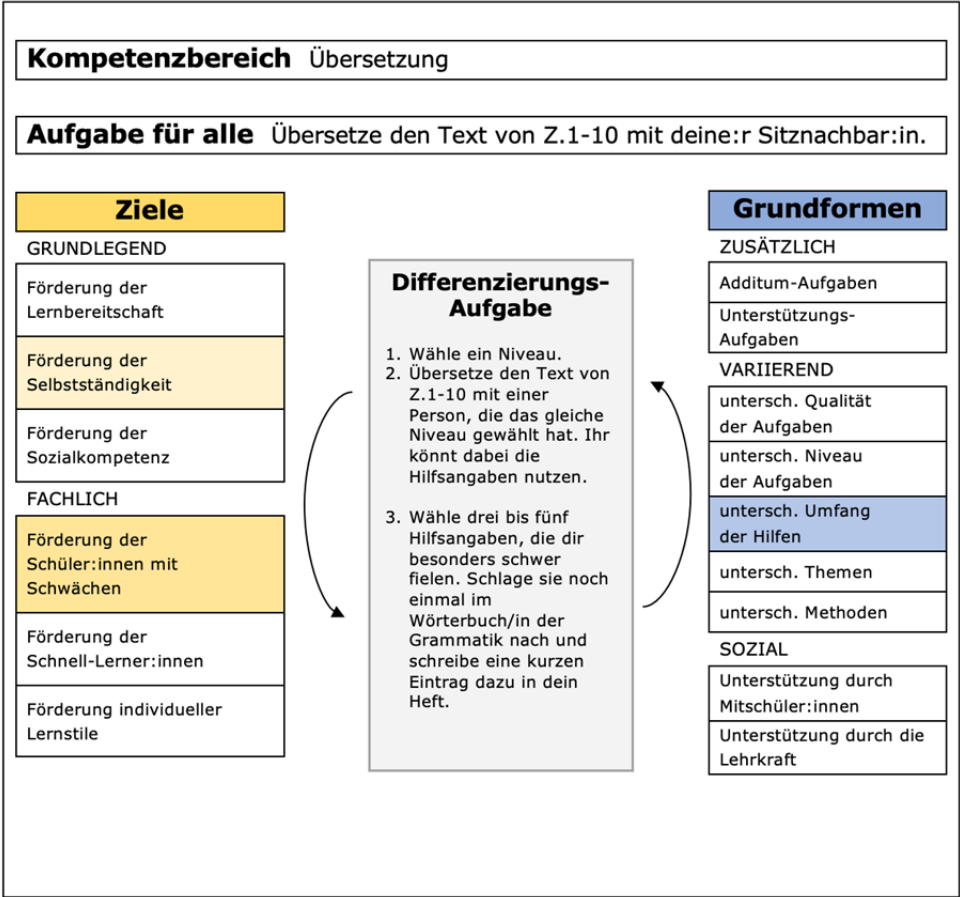 Kompetenzbereich Übersetzung
Aufgabe für alle Übersetze den Text von Z.1-10 mit deine:r Sitznachbar:in.
Ziele
GRUNDLEGEND
Förderung der
Lernbereitschaft
Förderung der
Selbstständigkeit
Förderung der
Sozialkompetenz
FACHLICH
Förderung der
Schüler:innen mit
Schwächen
Förderung der
Schnell-Lerner:innen
Förderung individueller
Lernstile
Differenzierungs-
Aufgabe
1. Wähle ein Niveau.
2. Übersetze den Text von
Z.1-10 mit einer
Person, die das gleiche
Niveau gewählt hat. Ihr
könnt dabei die
Hilfsangaben nutzen.
3. Wähle drei bis fünf
Hilfsangaben, die dir
besonders schwer
fielen. Schlage sie noch
einmal im
Wörterbuch/in der
Grammatik nach und
schreibe eine kurzen
Eintrag dazu in dein
Heft.
Grundformen
ZUSÄTZLICH
Additum-Aufgaben
Unterstützungs-
Aufgaben
VARIIEREND
untersch. Qualität
der Aufgaben
untersch. Niveau
der Aufgaben
untersch. Umfang
der Hilfen
untersch. Themen
untersch. Methoden
SOZIAL
Unterstützung durch
Mitschüler:innen
Unterstützung durch die
Lehrkraft